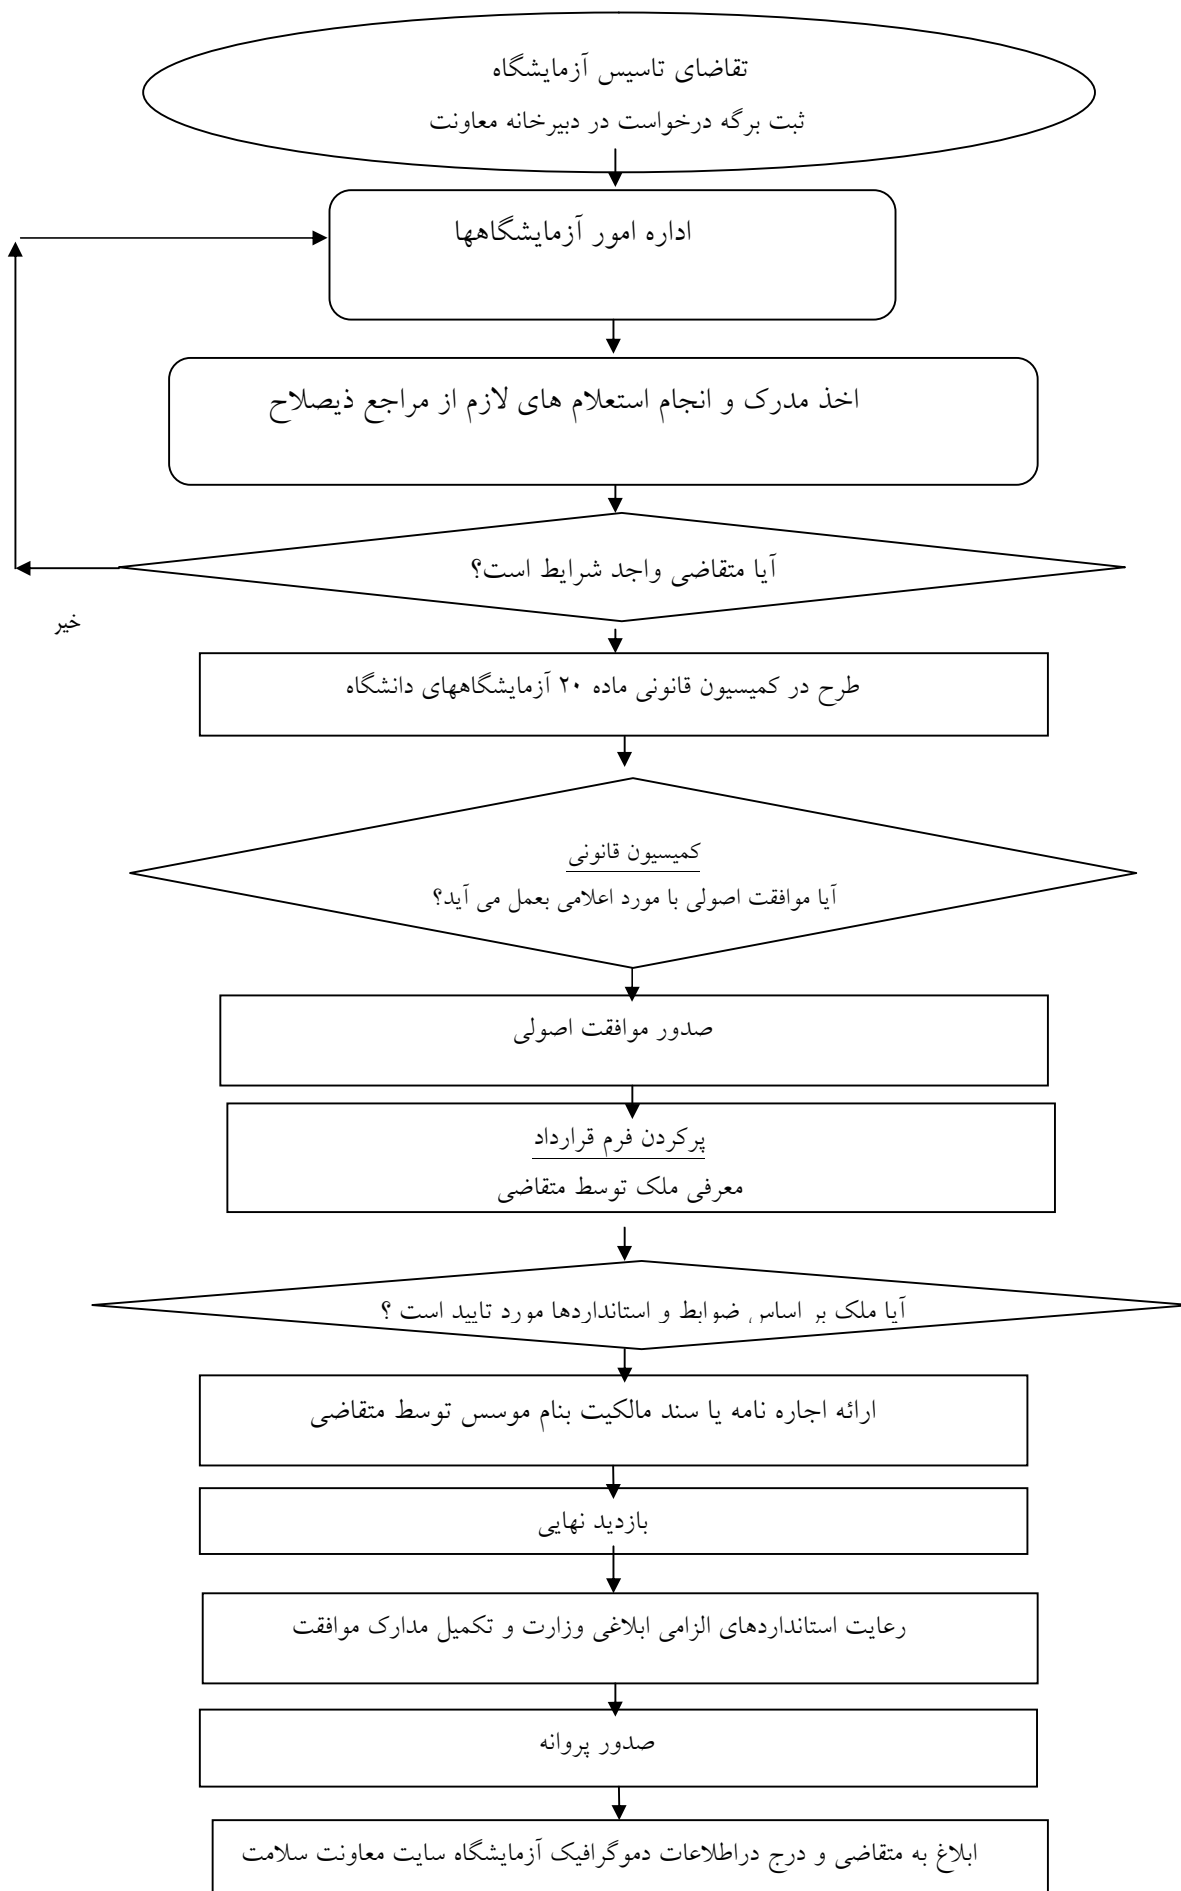 تقاضای تاسیس آزمایشگاه
ثبت برگه درخواست در دبیرخانه معاونت
اداره امور آزمایشگاهها
اخذ مدرک و انجام استعلام های لازم از مراجع ذیصلاح
آیا متقاضی واجد شرایط است؟
خیر
طرح در کمیسیون قانونی ماده ۲۰ آزمایشگاههای دانشگاه
کمیسیون قانونی
آیا موافقت اصولی با مورد اعلامی بعمل می آید؟
صدور موافقت اصولی
پرکردن فرم قرارداد
معرفی ملک توسط متقاضی
آیا ملک بر اساس ضوابط و استانداردها مورد تایید است ؟
ارائه اجاره نامه یا سند مالکیت بنام موسس توسط متقاضی
بازدید نهایی
رعایت استانداردهای الزامی ابلاغی وزارت و تکمیل مدارک موافقت
صدور پروانه
ابلاغ به متقاضی و درج دراطلاعات دموگرافیک آزمایشگاه سایت معاونت سلامت